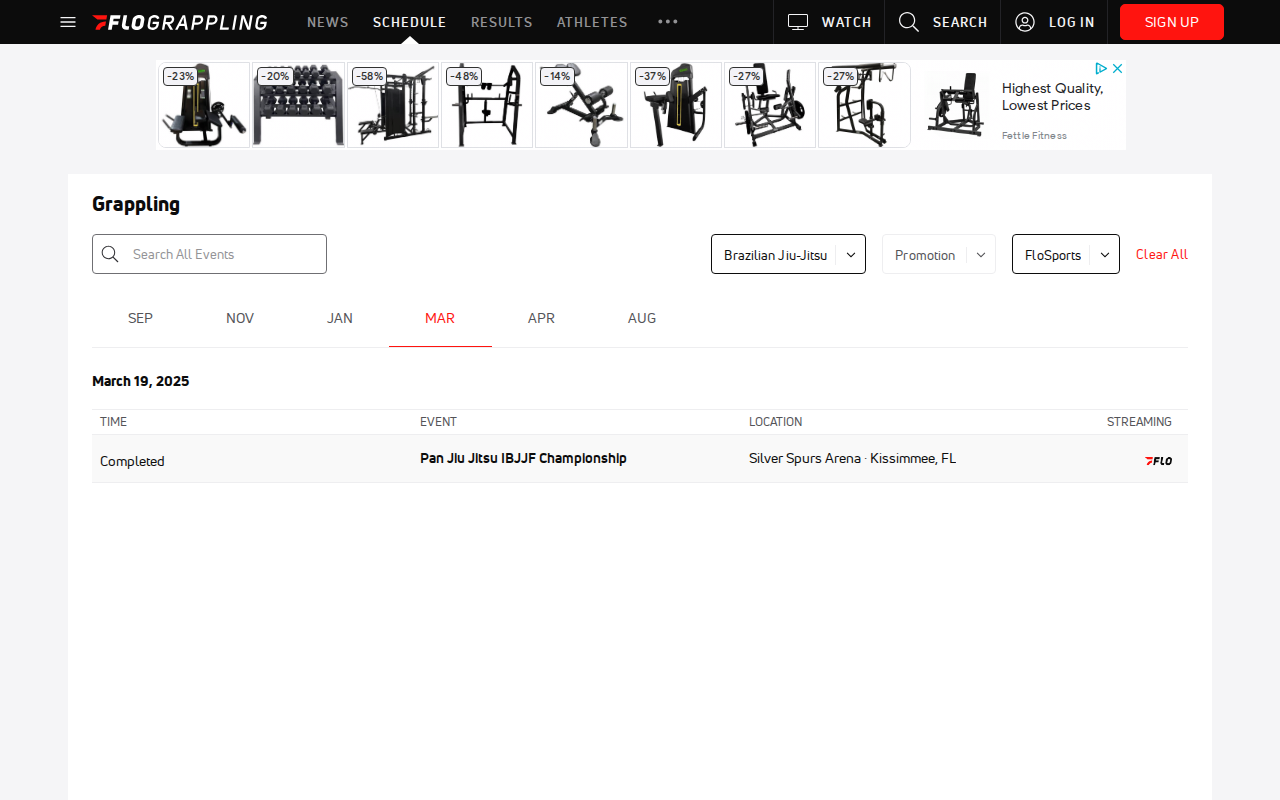 FLOGRAPPLING NEWS SCHEDULE RESULTS ATHLETES WATCH SEARCH LOG IN SIGN UP
-23% -20% -58% -48% -14% -37% -27% -27%
Highest Quality,
Lowest Prices
Fettle Fitness
Grappling
Search All Events Brazilian Jiu-Jitsu Promotion FloSports Clear All
SEP NOV JAN MAR APR AUG
March 19, 2025
TIME EVENT LOCATION STREAMING
Completed Pan Jiu Jitsu IBJJF Championship Silver Spurs Arena · Kissimmee, FL FLO